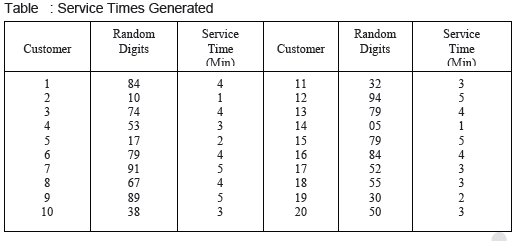 Table : Service Times Generated
Customer Random Digits Service Time (Min) Customer Random Digits Service Time (Min)
1 84 4 11 32 3
2 10 1 12 94 5
3 74 4 13 79 4
4 53 3 14 05 1
5 17 2 15 79 5
6 79 4 16 84 4
7 91 5 17 52 3
8 67 4 18 55 3
9 89 5 19 30 2
10 38 3 20 50 3